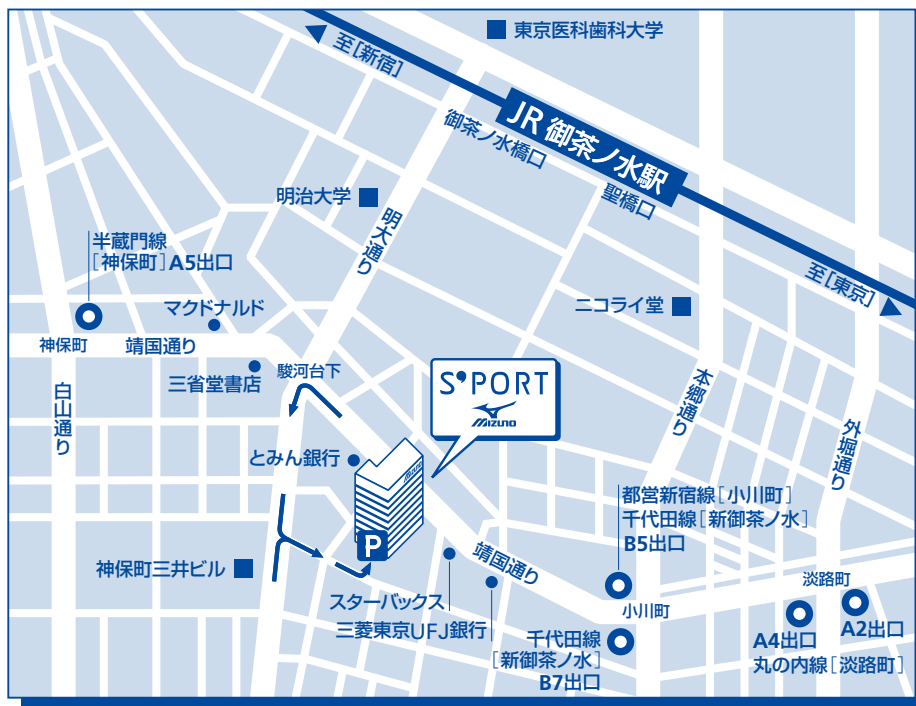 東京医科歯科大学
至[新宿]
JR 御茶ノ水駅
御茶ノ水橋口
聖橋口
明治大学
明大通り
半蔵門線
[神保町]A5出口
至[東京]
マクドナルド
ニコライ堂
神保町
靖国通り
三省堂書店
駿河台下
S'PORT
MIZUNO
白山通り
本郷通り
外堀通り
とみん銀行
MIZUNO
都営新宿線[小川町]
千代田線[新御茶ノ水]
B5出口
P
靖国通り
神保町三井ビル
淡路町
スターバックス
小川町
三菱東京UFJ銀行
千代田線
[新御茶ノ水]
B7出口
A4出口
A2出口
丸の内線[淡路町]